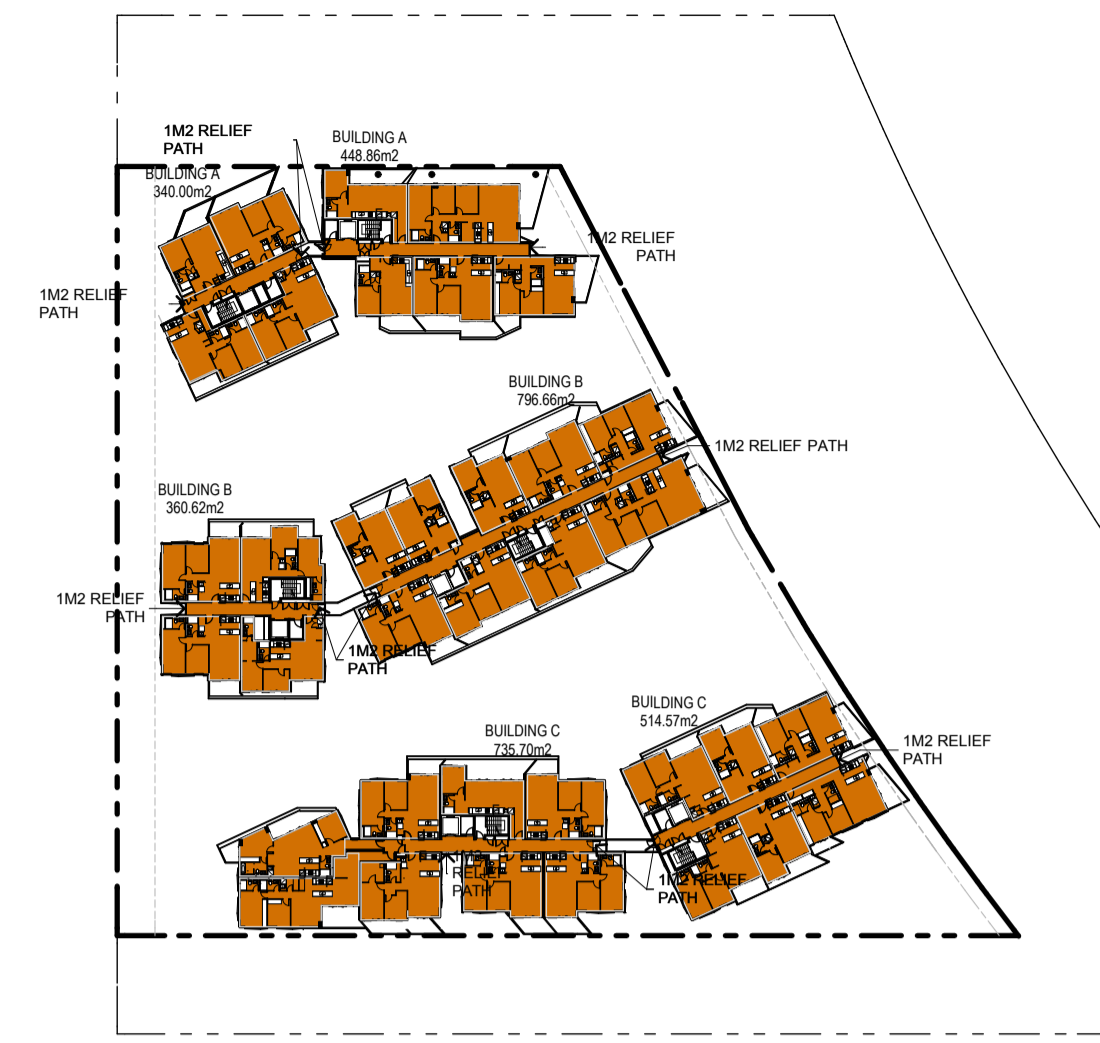 1M2 RELIEF
PATH
BUILDING A
448.86m2
BUILDING A
340.00m2
1M2 RELIEF
PATH
1M2 RELIEF
PATH
BUILDING B
796.66m2
1M2 RELIEF PATH
BUILDING B
360.62m2
1M2 RELIEF
PATH
1M2 RELIEF
PATH
BUILDING C
514.57m2
BUILDING C
735.70m2
1M2 RELIEF
PATH
1M2
RELIEF
PATH
1M2 RELIEF
PATH